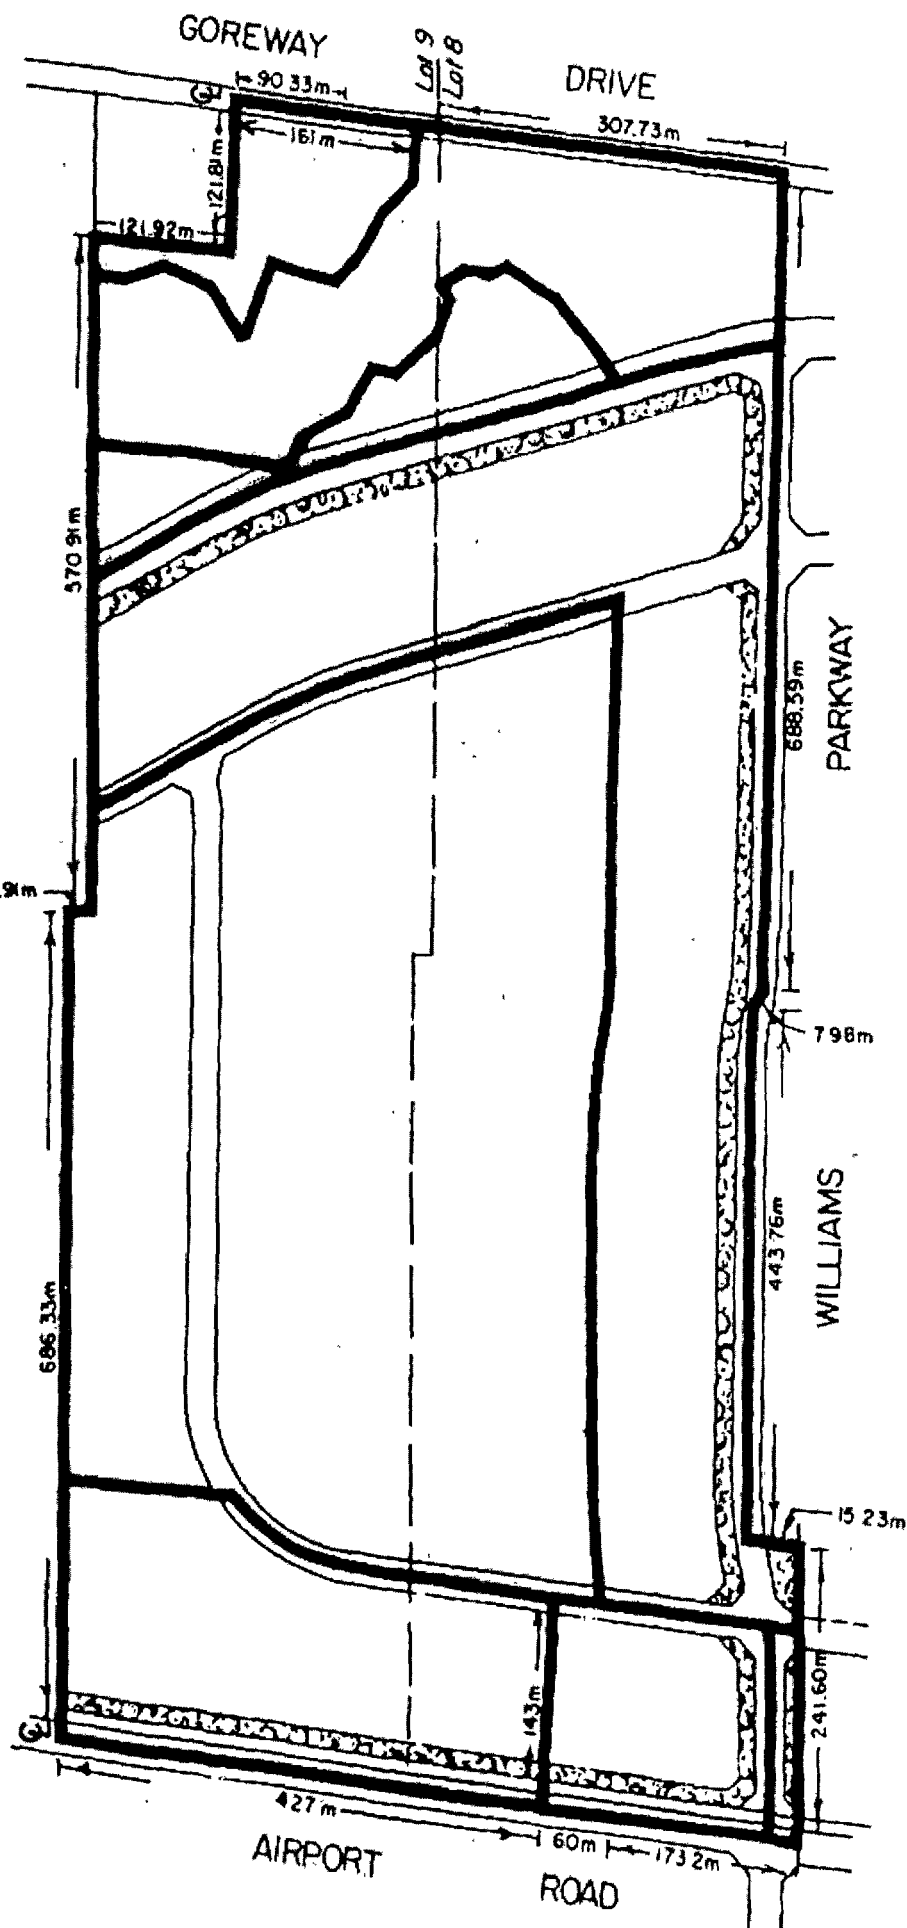 GOREWAY
Lot 9
Lot 8
DRIVE
90.33m
307.73m
161m
121.81m
121.92m
570.91m
PARKWAY
688.59m
.91m
7.98m
WILLIAMS
443.76m
686.33m
15.23m
241.60m
143m
427m
60m
173.2m
AIRPORT
ROAD